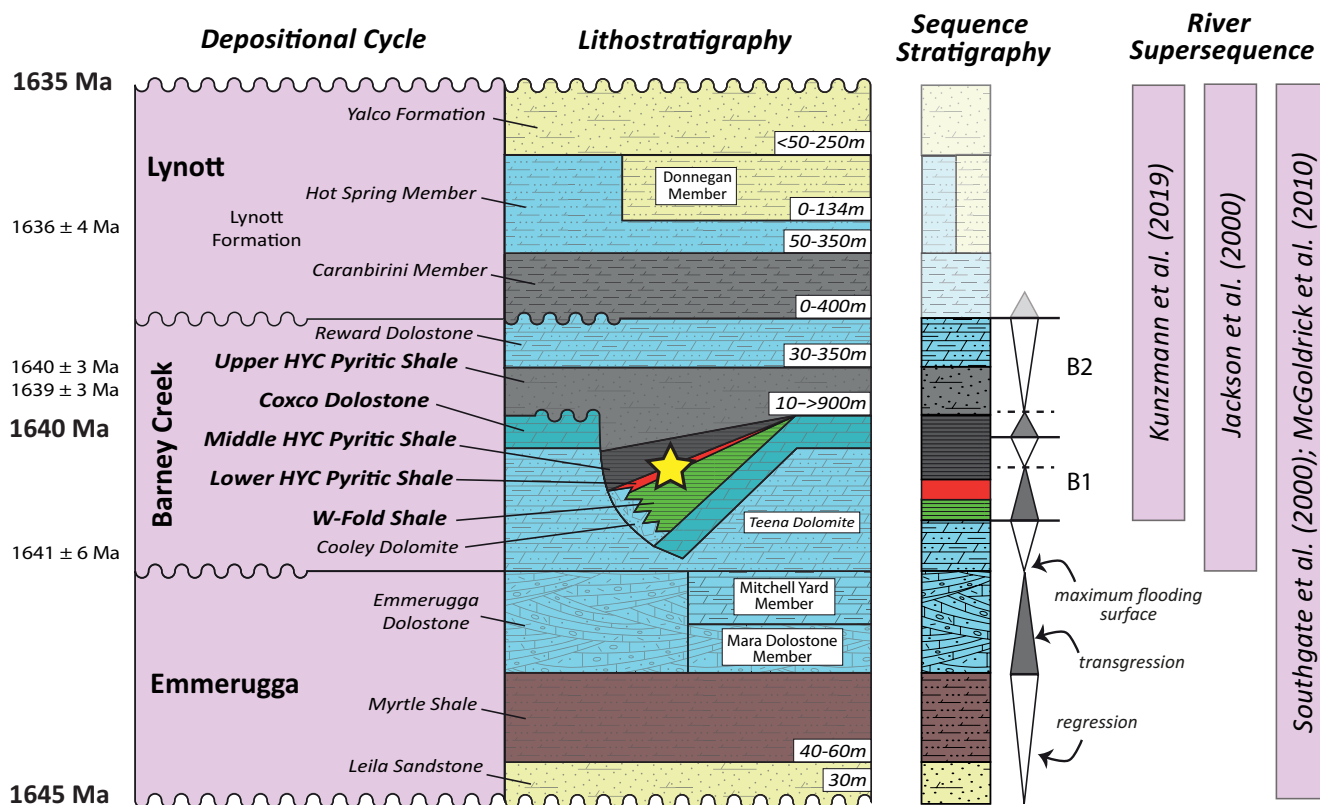 Depositional Cycle
Lithostratigraphy
Sequence
Stratigraphy
River
Supersequence
1635 Ma
Yalco Formation
<50-250m
Lynott
Hot Spring Member
Donnegan
Member
0-134m
1636 ± 4 Ma
Lynott
Formation
50-350m
Caranbirini Member
0-400m
Reward Dolostone
30-350m
Barney Creek
1640 ± 3 Ma
1639 ± 3 Ma
Upper HYC Pyritic Shale
10->900m
Coxco Dolostone
1640 Ma
Middle HYC Pyritic Shale
Lower HYC Pyritic Shale
W-Fold Shale
Teena Dolomite
Cooley Dolomite
1641 ± 6 Ma
Emmerugga
Dolostone
Mitchell Yard
Member
Mara Dolostone
Member
Emmerugga
Myrtle Shale
40-60m
Leila Sandstone
30m
1645 Ma
B2
B1
maximum flooding
surface
transgression
regression
Kunzmann et al. (2019)
Jackson et al. (2000)
Southgate et al. (2000); McGoldrick et al. (2010)